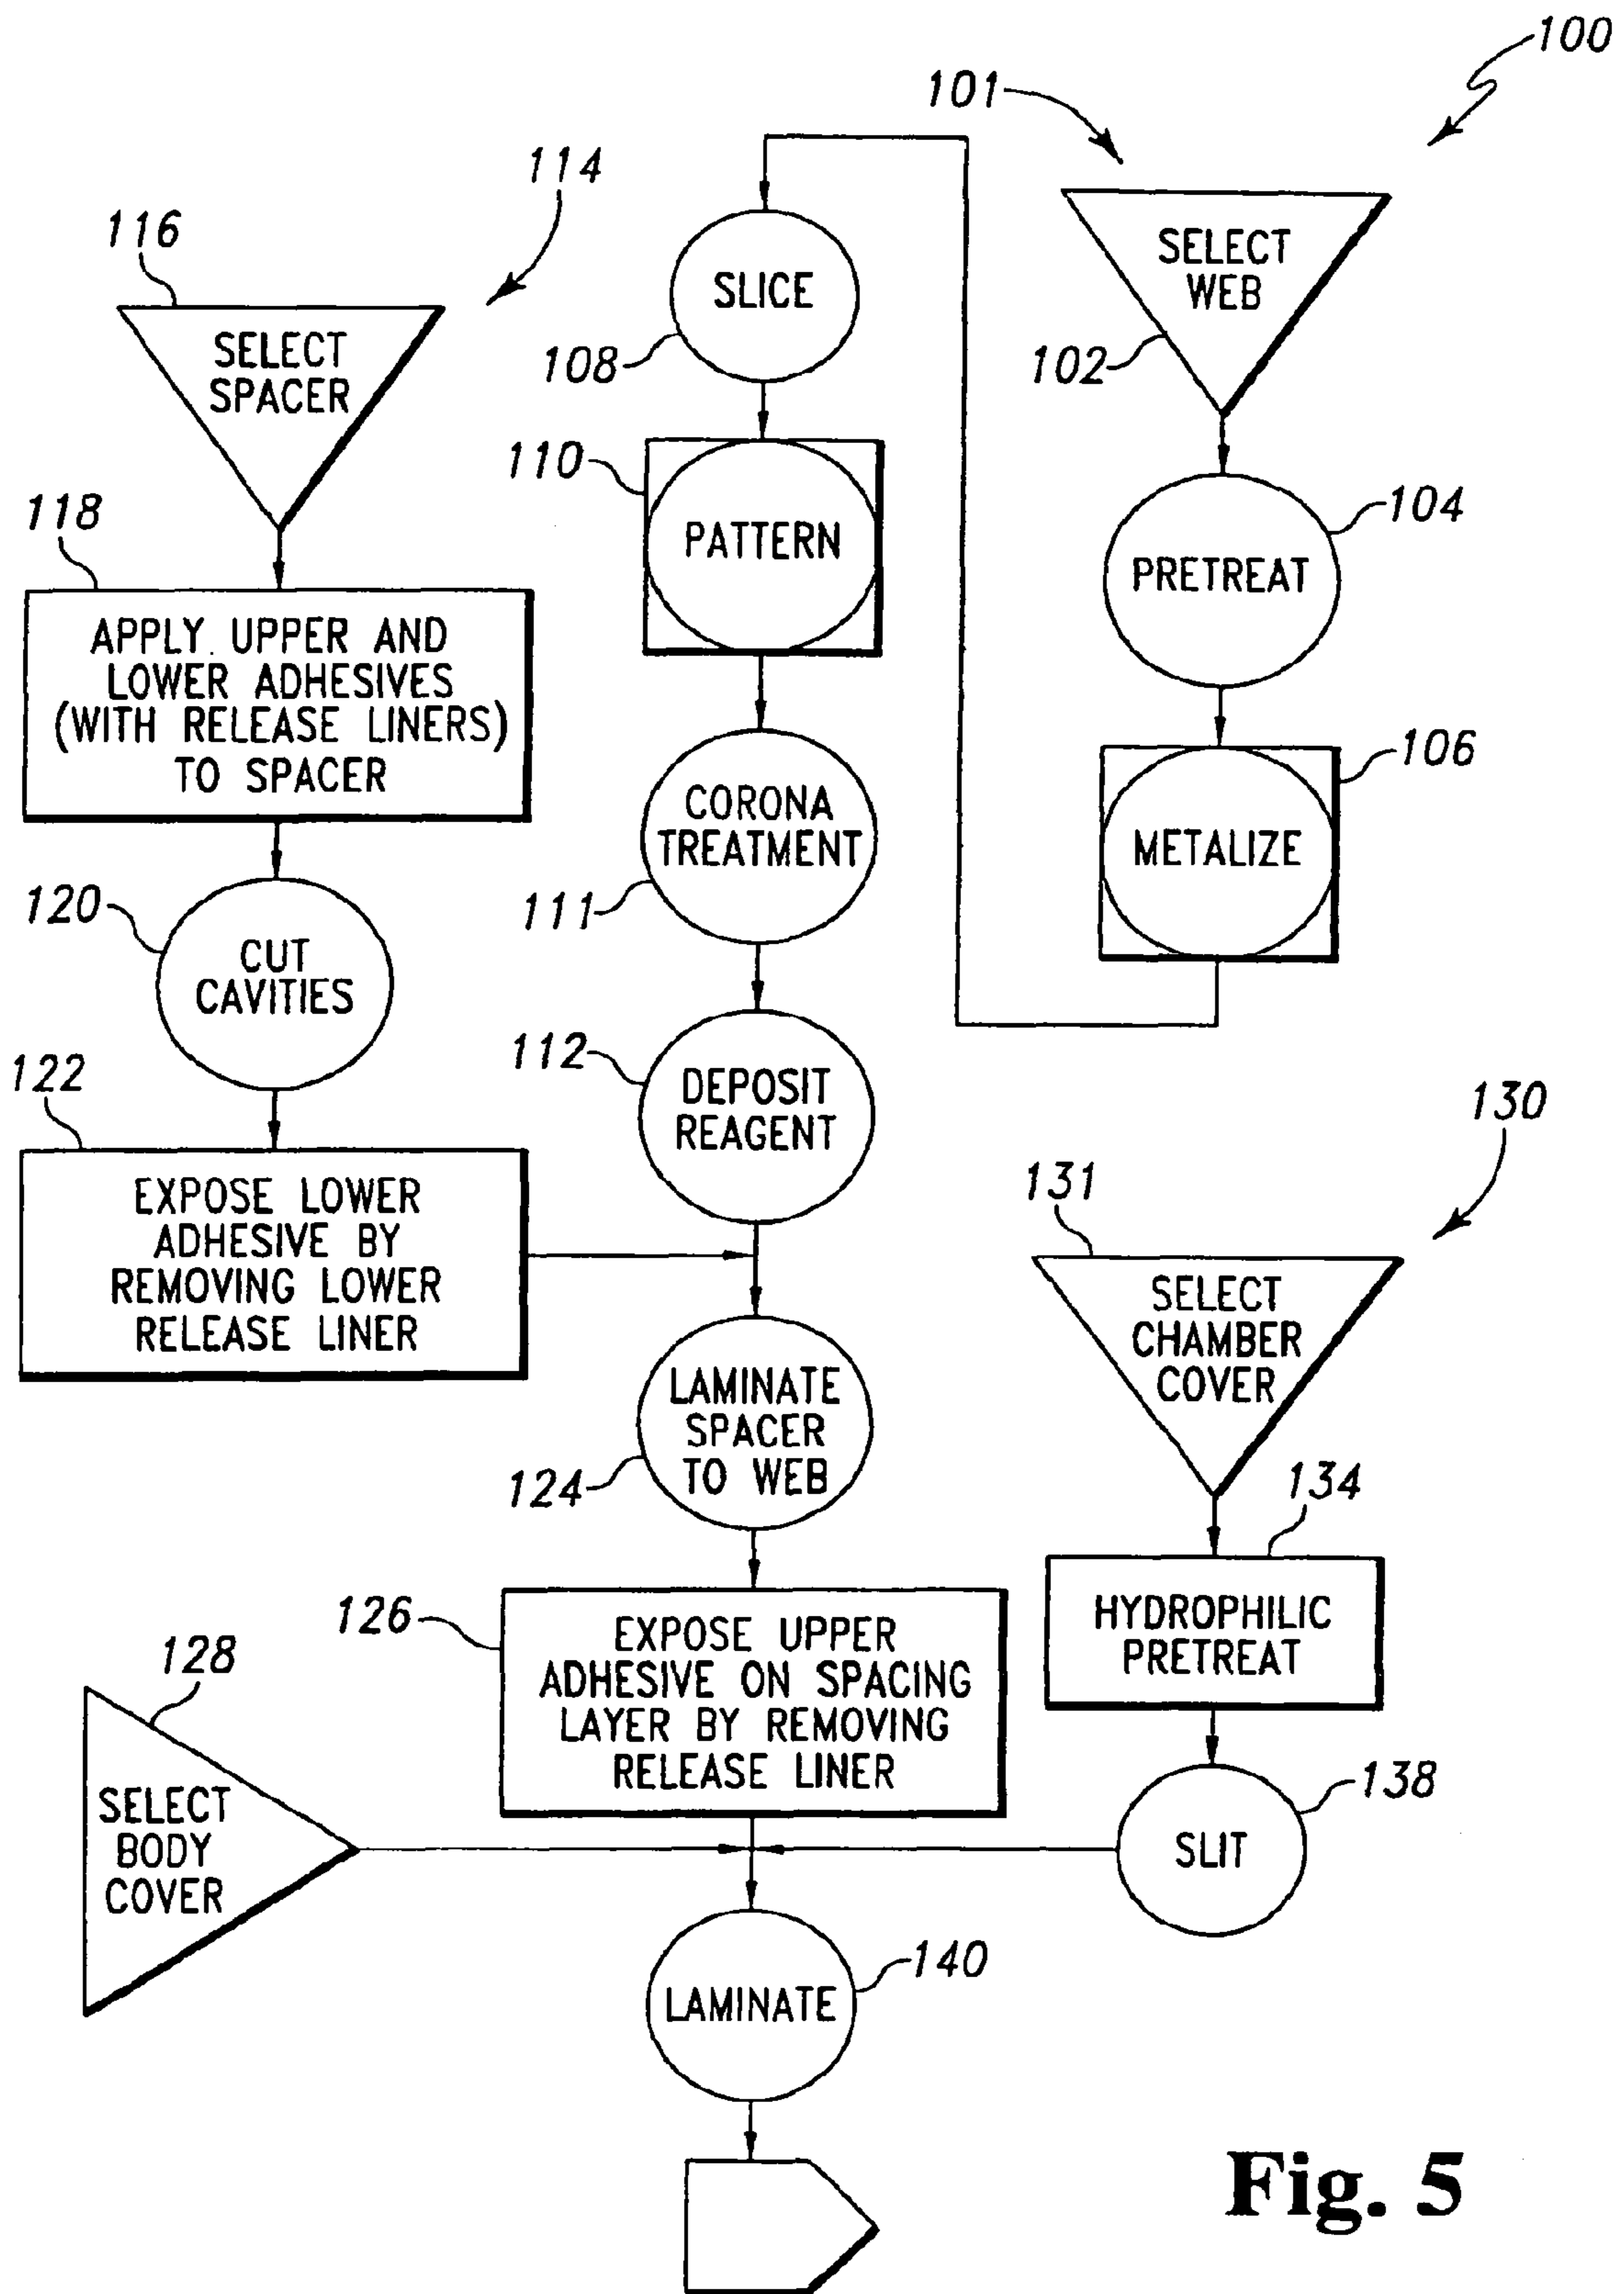 100
101
114
116
SELECT
SPACER
SLICE
108
SELECT
WEB
102
110
PATTERN
104
PRETREAT
118
APPLY UPPER AND
LOWER ADHESIVES
(WITH RELEASE LINERS)
TO SPACER
106
METALIZE
CORONA
TREATMENT
111
120
CUT
CAVITIES
112
DEPOSIT
REAGENT
122
EXPOSE LOWER
ADHESIVE BY
REMOVING LOWER
RELEASE LINER
130
131
SELECT
CHAMBER
COVER
LAMINATE
SPACER
TO WEB
124
134
HYDROPHILIC
PRETREAT
126
EXPOSE UPPER
ADHESIVE ON SPACING
LAYER BY REMOVING
RELEASE LINER
128
SELECT
BODY
COVER
138
SLIT
140
LAMINATE
Fig. 5